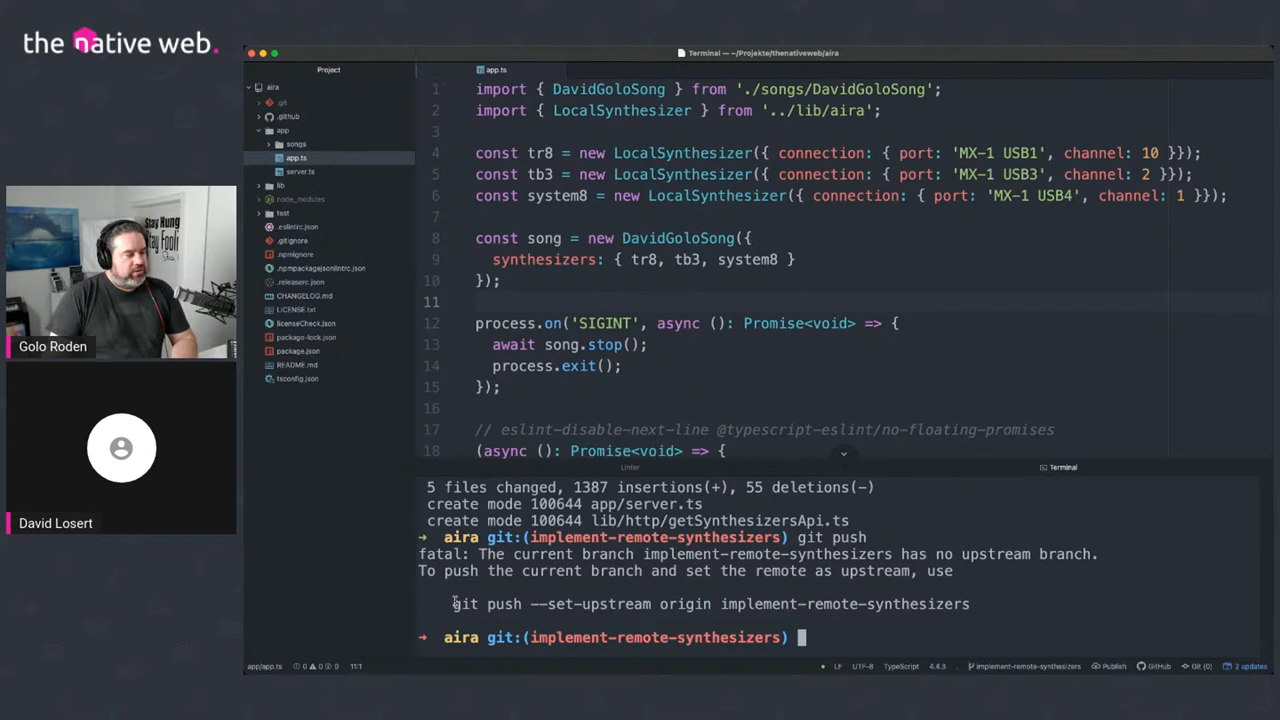 the native web.
Terminal — ~/Projekte/thenativeweb/aira
Project
aira
.git
.github
app
songs
app.ts
server.ts
lib
node_modules
test
.eslintrc.json
.gitignore
.npmignore
.npmpackagejsonlintrc.json
.releaserc.json
CHANGELOG.md
LICENSE.txt
licenseCheck.json
package-lock.json
package.json
README.md
tsconfig.json
app.ts
1 import { DavidGoloSong } from './songs/DavidGoloSong';
2 import { LocalSynthesizer } from '../lib/aira';
3
4 const tr8 = new LocalSynthesizer({ connection: { port: 'MX-1 USB1', channel: 10 }});
5 const tb3 = new LocalSynthesizer({ connection: { port: 'MX-1 USB3', channel: 2 }});
6 const system8 = new LocalSynthesizer({ connection: { port: 'MX-1 USB4', channel: 1 }});
7
8 const song = new DavidGoloSong({
9 synthesizers: { tr8, tb3, system8 }
10 });
11
12 process.on('SIGINT', async (): Promise<void> => {
13 await song.stop();
14 process.exit();
15 });
16
17 // eslint-disable-next-line @typescript-eslint/no-floating-promises
18 (async (): Promise<void> => {
Linter
Terminal
5 files changed, 1387 insertions(+), 55 deletions(-)
create mode 100644 app/server.ts
create mode 100644 lib/http/getSynthesizersApi.ts
➜ aira git:(implement-remote-synthesizers) git push
fatal: The current branch implement-remote-synthesizers has no upstream branch.
To push the current branch and set the remote as upstream, use
git push --set-upstream origin implement-remote-synthesizers
➜ aira git:(implement-remote-synthesizers)
app/app.ts 0 0 0 11:1
LF UTF-8 TypeScript 4.4.3 implement-remote-synthesizers Publish GitHub Git (0) 2 updates
Stay Hung
Stay Fooli
Golo Roden
David Losert